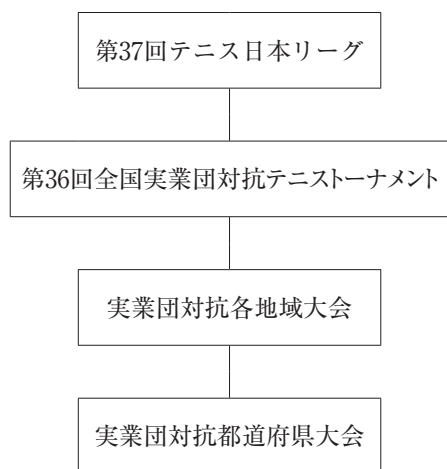 第37回テニス日本リーグ
第36回全国実業団対抗テニストーナメント
実業団対抗各地域大会
実業団対抗都道府県大会